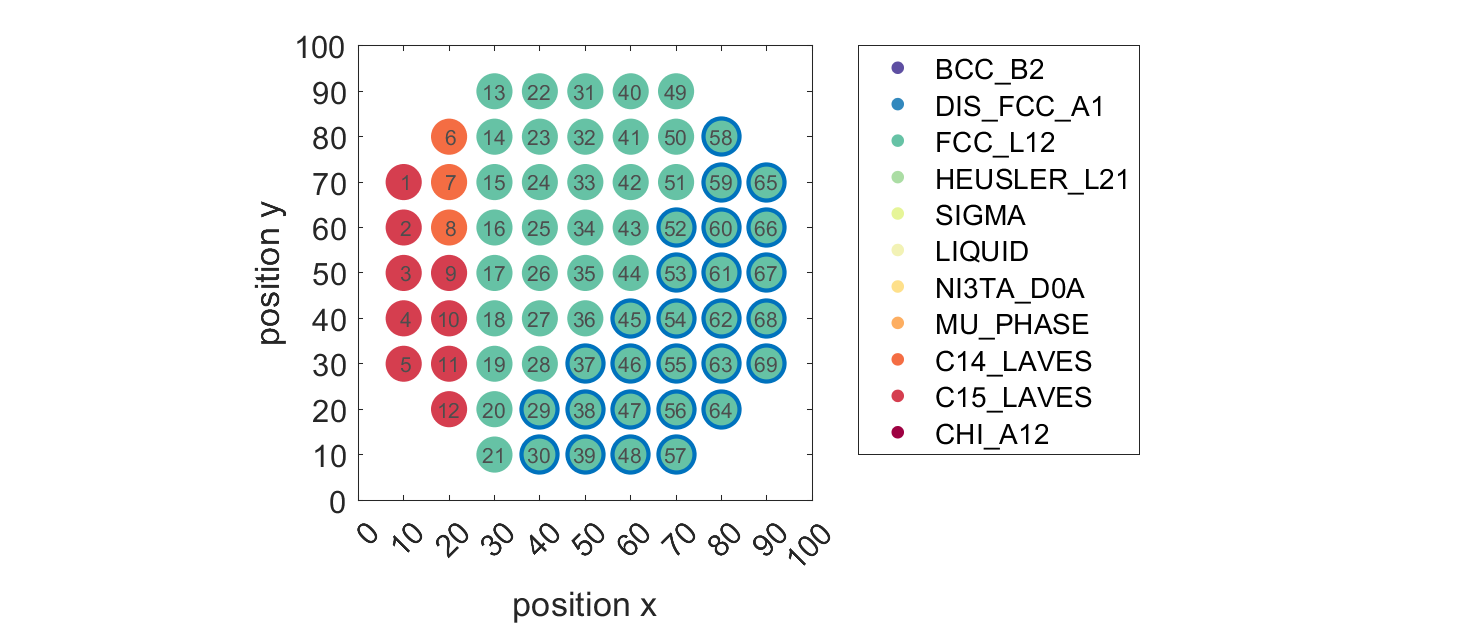 100
90 13 22 31 40 49
80 6 14 23 32 41 50 58
70 1 7 15 24 33 42 51 59 65
60 2 8 16 25 34 43 52 60 66
50 3 9 17 26 35 44 53 61 67
40 4 10 18 27 36 45 54 62 68
30 5 11 19 28 37 46 55 63 69
20 12 20 29 38 47 56 64
10 21 30 39 48 57
0
position y
0 10 20 30 40 50 60 70 80 90 100
position x
BCC_B2
DIS_FCC_A1
FCC_L12
HEUSLER_L21
SIGMA
LIQUID
NI3TA_D0A
MU_PHASE
C14_LAVES
C15_LAVES
CHI_A12